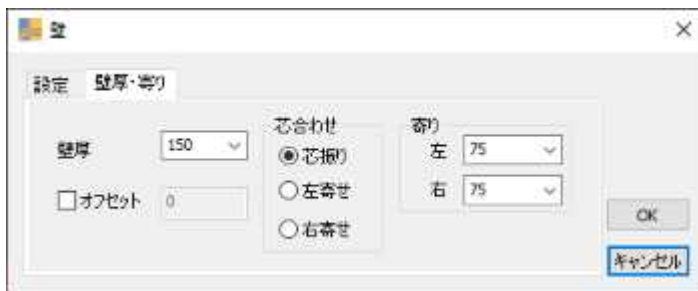 壁
設定 壁厚・寄り
壁厚 150
オフセット 0
芯合わせ
芯振り
左寄せ
右寄せ
寄り
左 75
右 75
OK
キャンセル